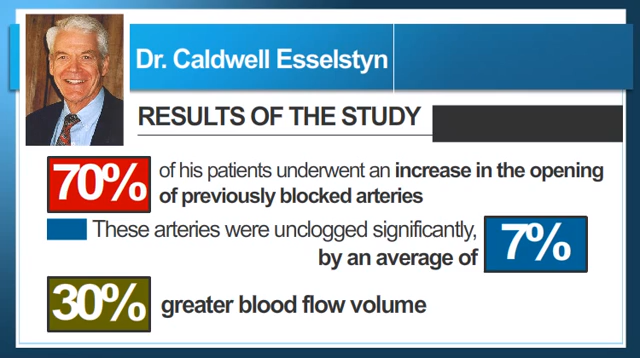 Dr. Caldwell Esselstyn
RESULTS OF THE STUDY
70% of his patients underwent an increase in the opening
of previously blocked arteries
These arteries were unclogged significantly,
by an average of 7%
30% greater blood flow volume